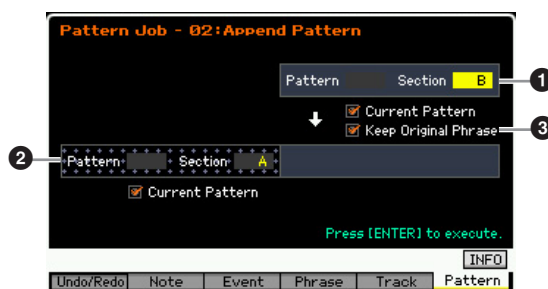 Pattern Job - 02:Append Pattern
Pattern Section B
1
Current Pattern
Keep Original Phrase
3
2
Pattern Section A
Current Pattern
Press [ENTER] to execute.
INFO
Undo/Redo Note Event Phrase Track Pattern